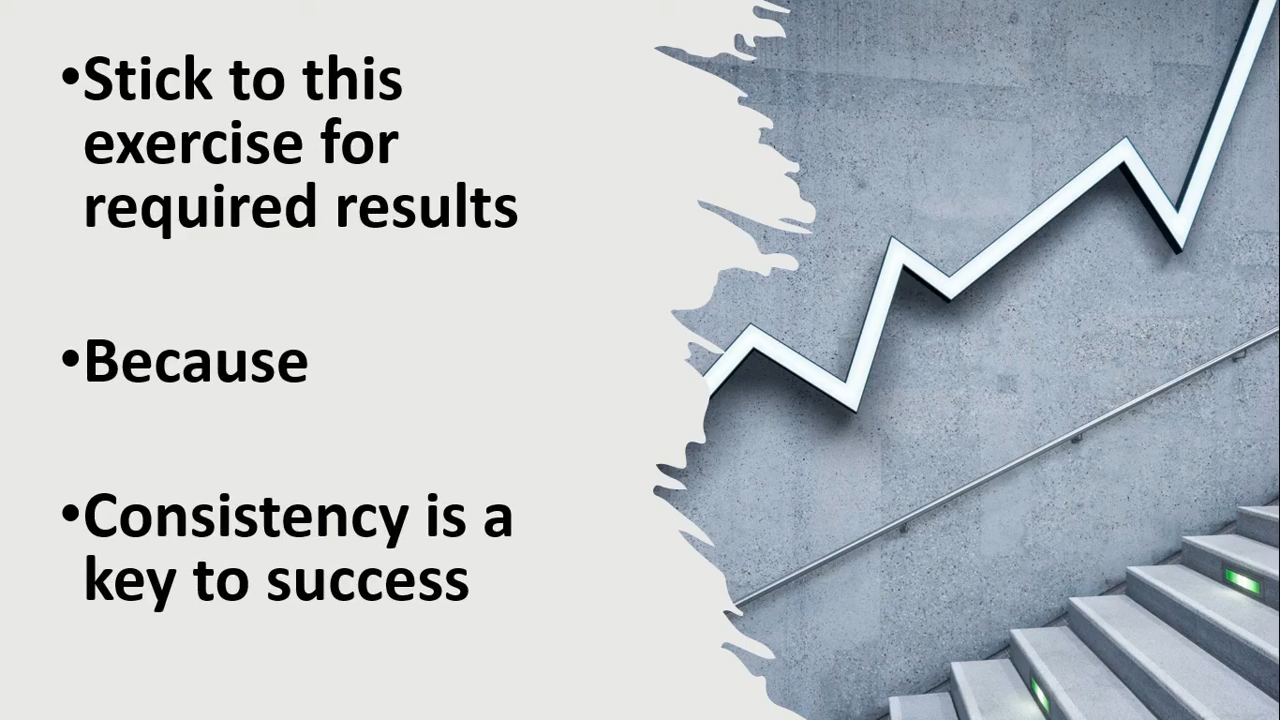 •Stick to this
exercise for
required results
•Because
•Consistency is a
key to success